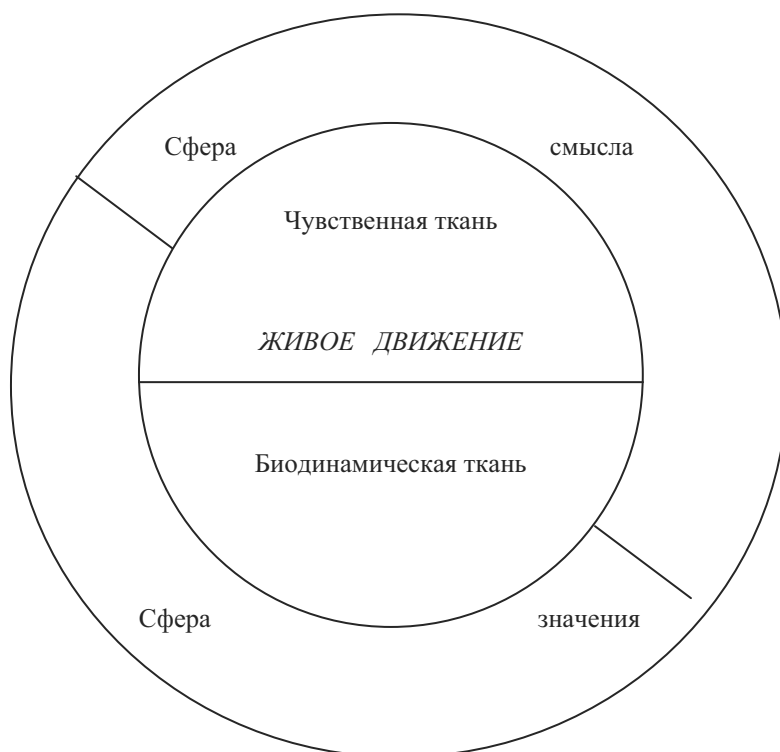 Сфера смысла
Чувственная ткань
ЖИВОЕ ДВИЖЕНИЕ
Биодинамическая ткань
Сфера значения